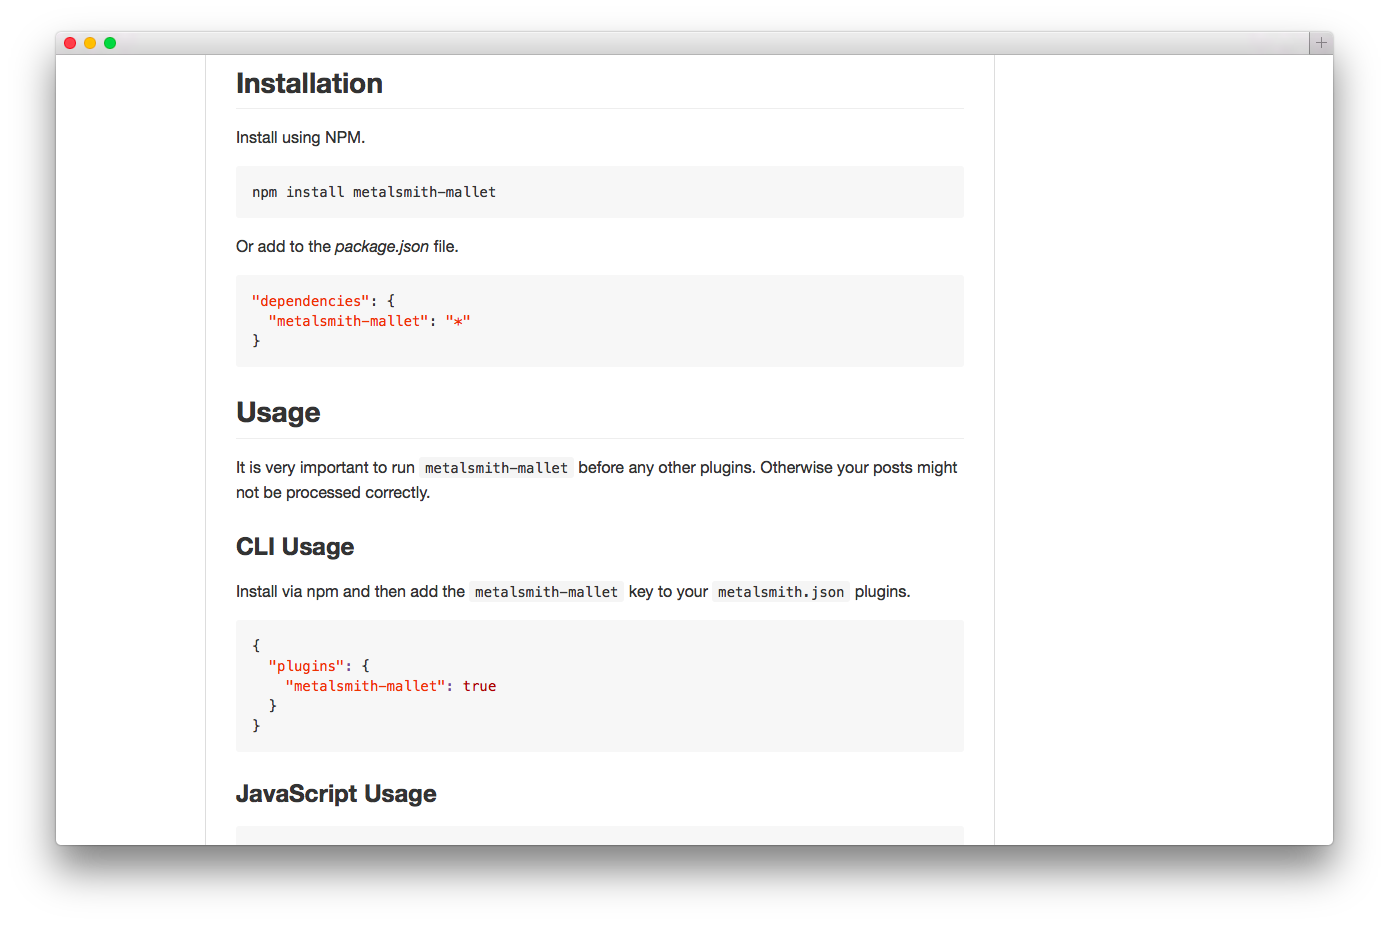 Installation
Install using NPM.
npm install metalsmith-mallet
Or add to the package.json file.
"dependencies": {
  "metalsmith-mallet": "*"
}
Usage
It is very important to run metalsmith-mallet before any other plugins. Otherwise your posts might
not be processed correctly.
CLI Usage
Install via npm and then add the metalsmith-mallet key to your metalsmith.json plugins.
{
  "plugins": {
    "metalsmith-mallet": true
  }
}
JavaScript Usage